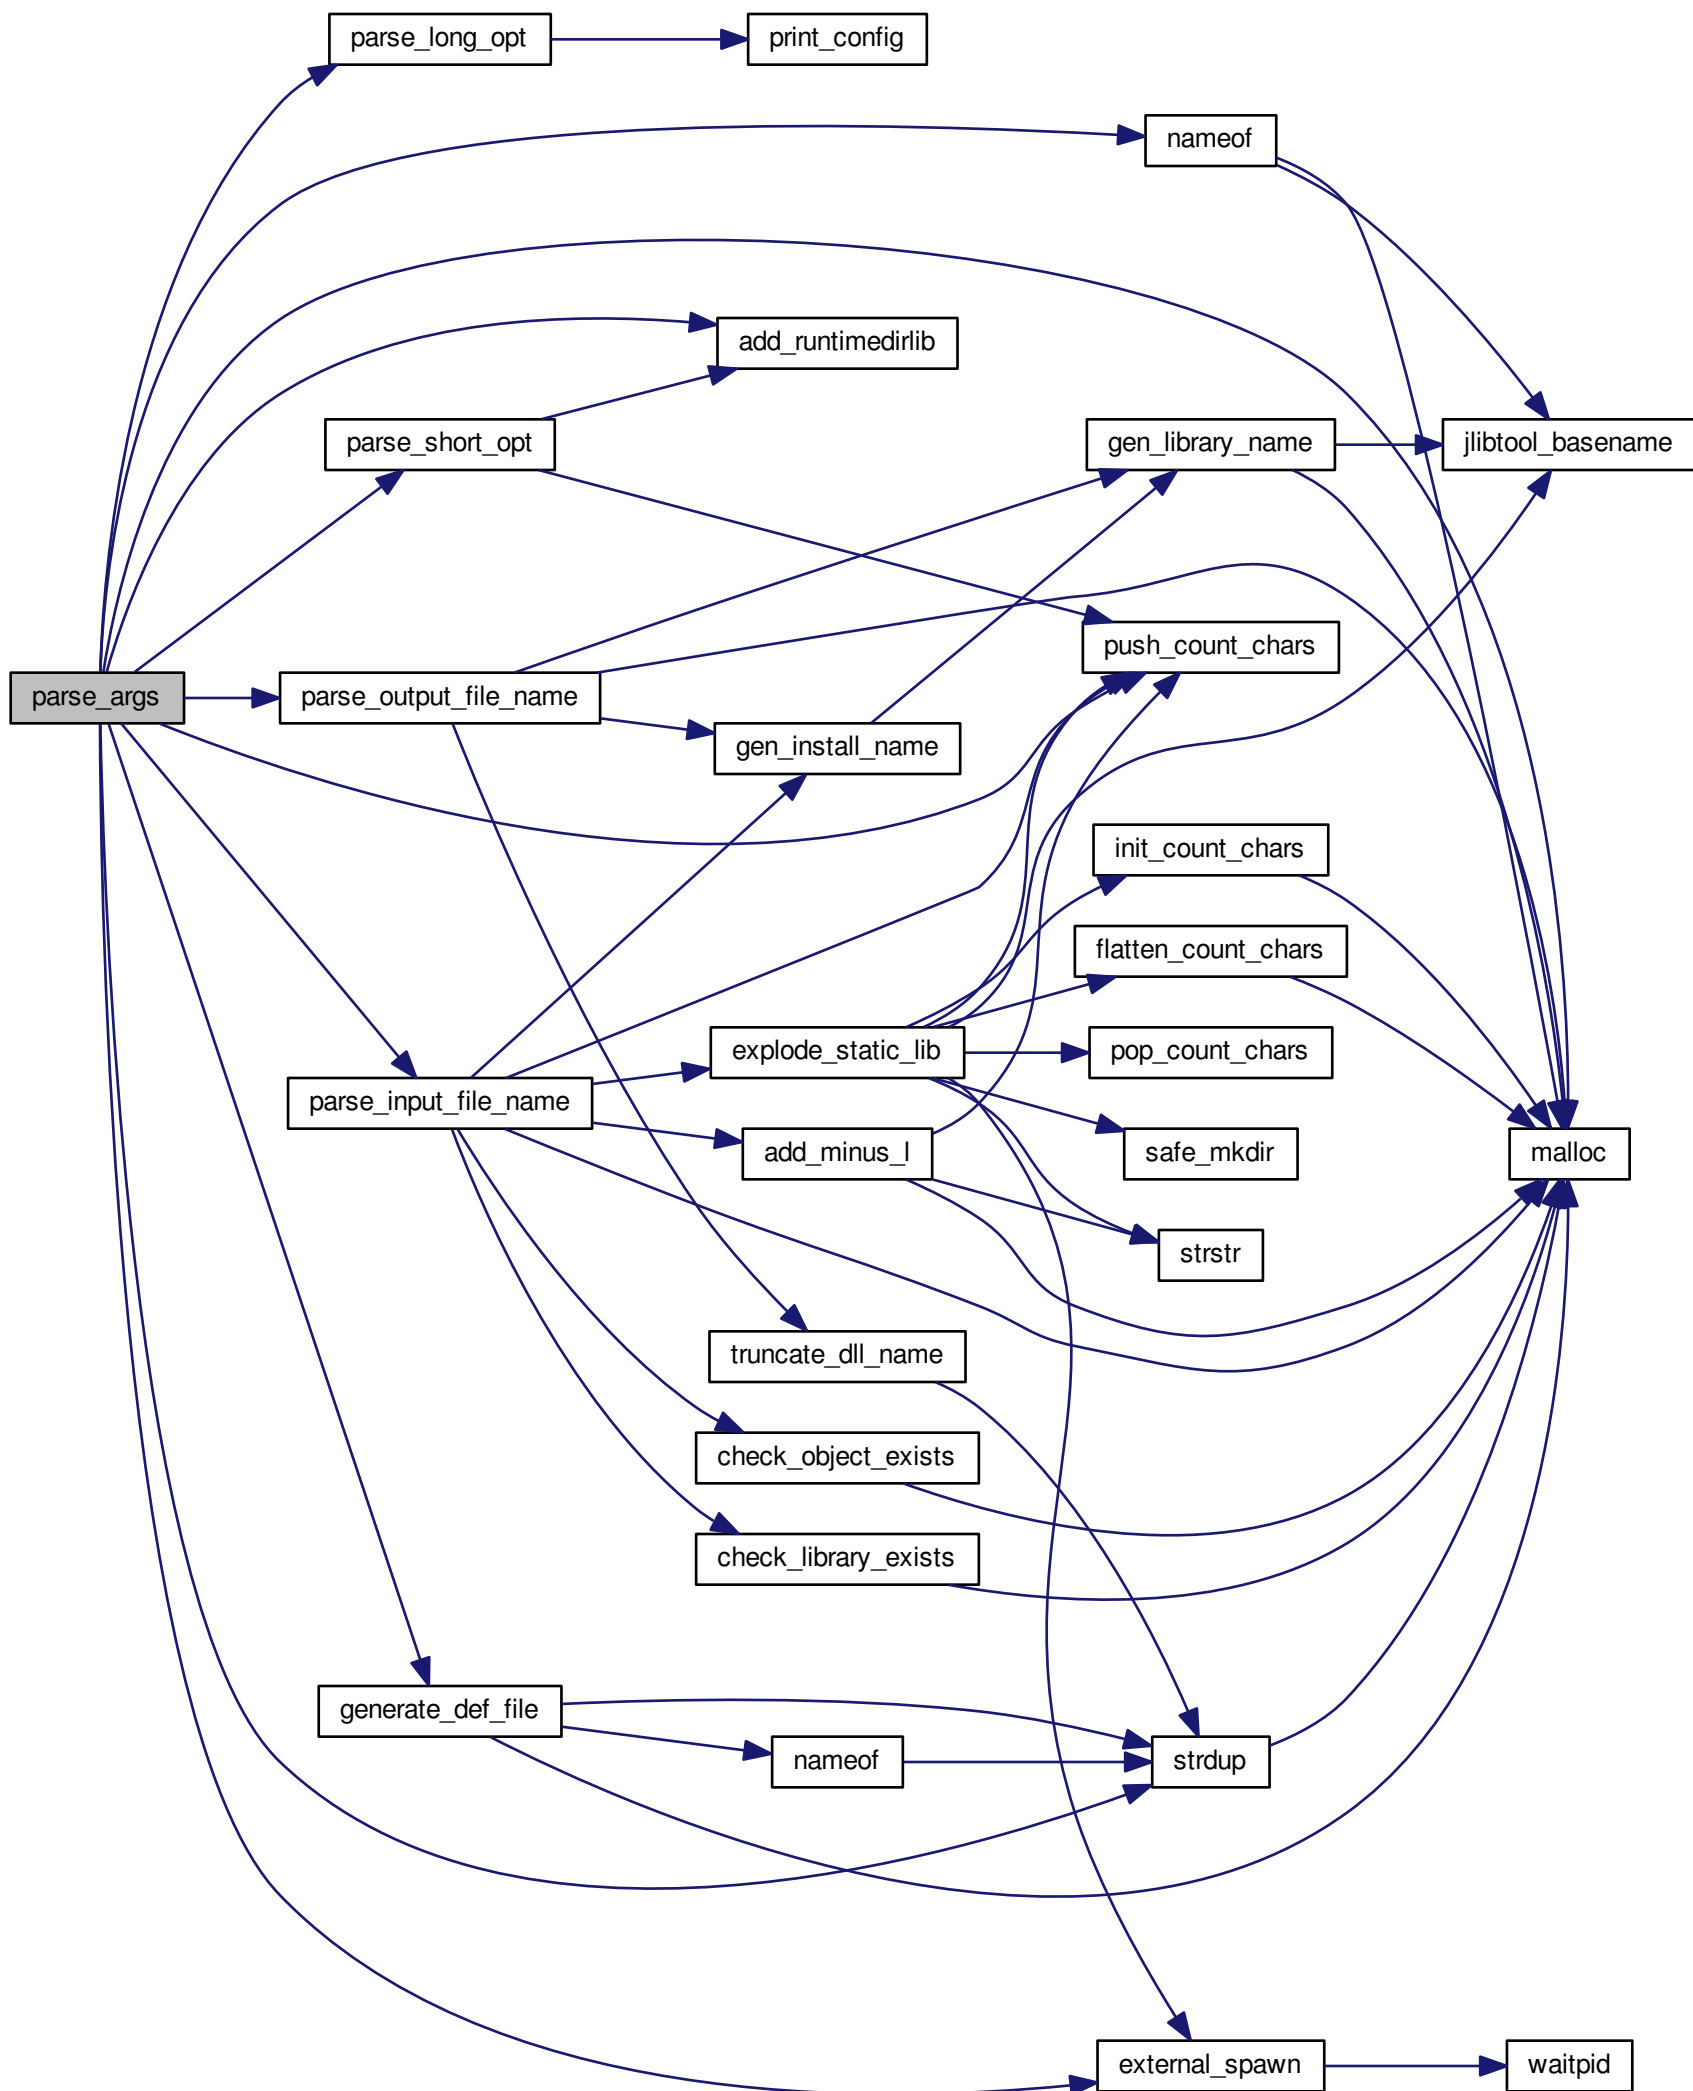 parse_long_opt
print_config
nameof
add_runtimedirlib
parse_short_opt
gen_library_name
jlibtool_basename
push_count_chars
parse_args
parse_output_file_name
gen_install_name
init_count_chars
flatten_count_chars
explode_static_lib
pop_count_chars
parse_input_file_name
add_minus_l
safe_mkdir
malloc
strstr
truncate_dll_name
check_object_exists
check_library_exists
generate_def_file
nameof
strdup
external_spawn
waitpid